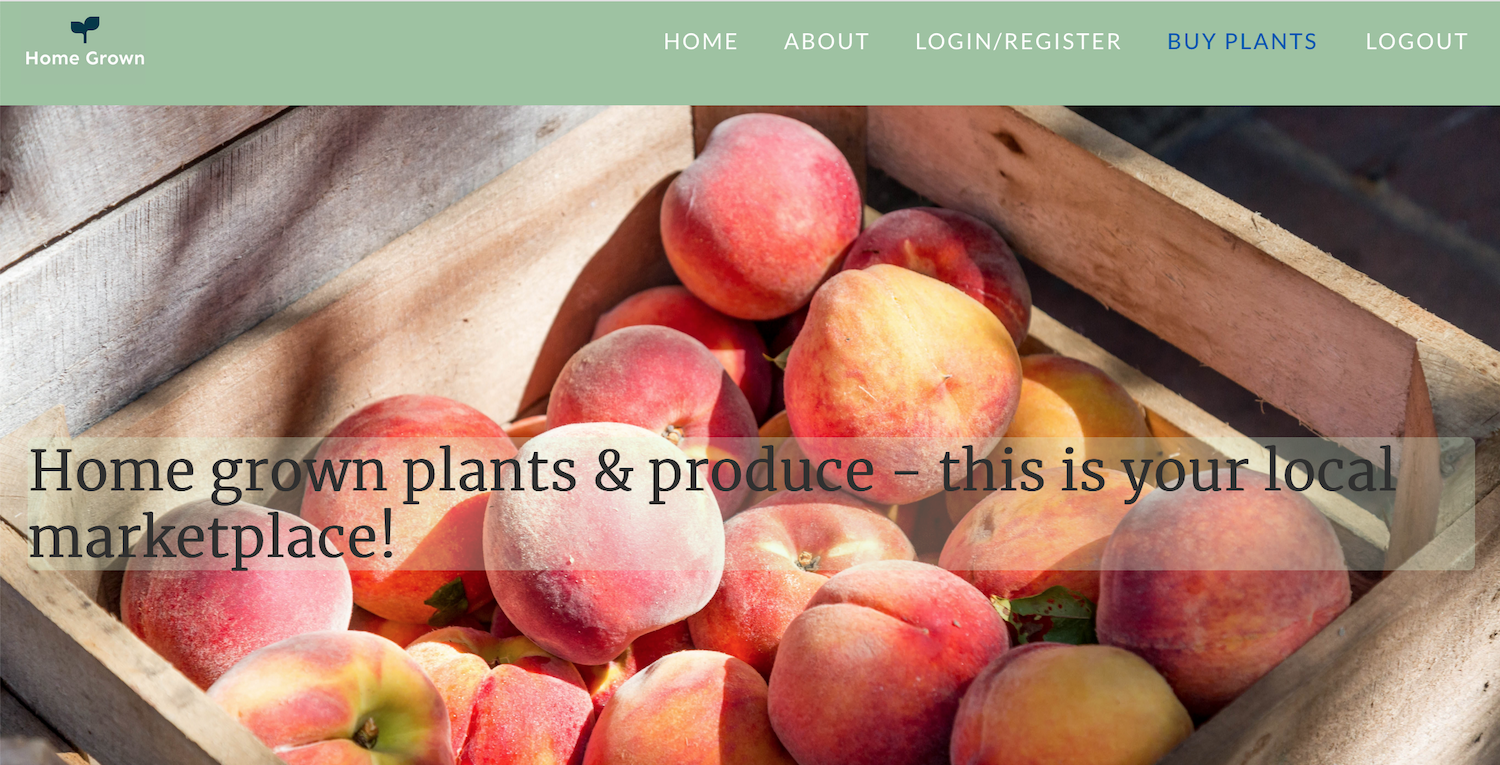 Home Grown
HOME
ABOUT
LOGIN/REGISTER
BUY PLANTS
LOGOUT
Home grown plants & produce – this is your local
marketplace!